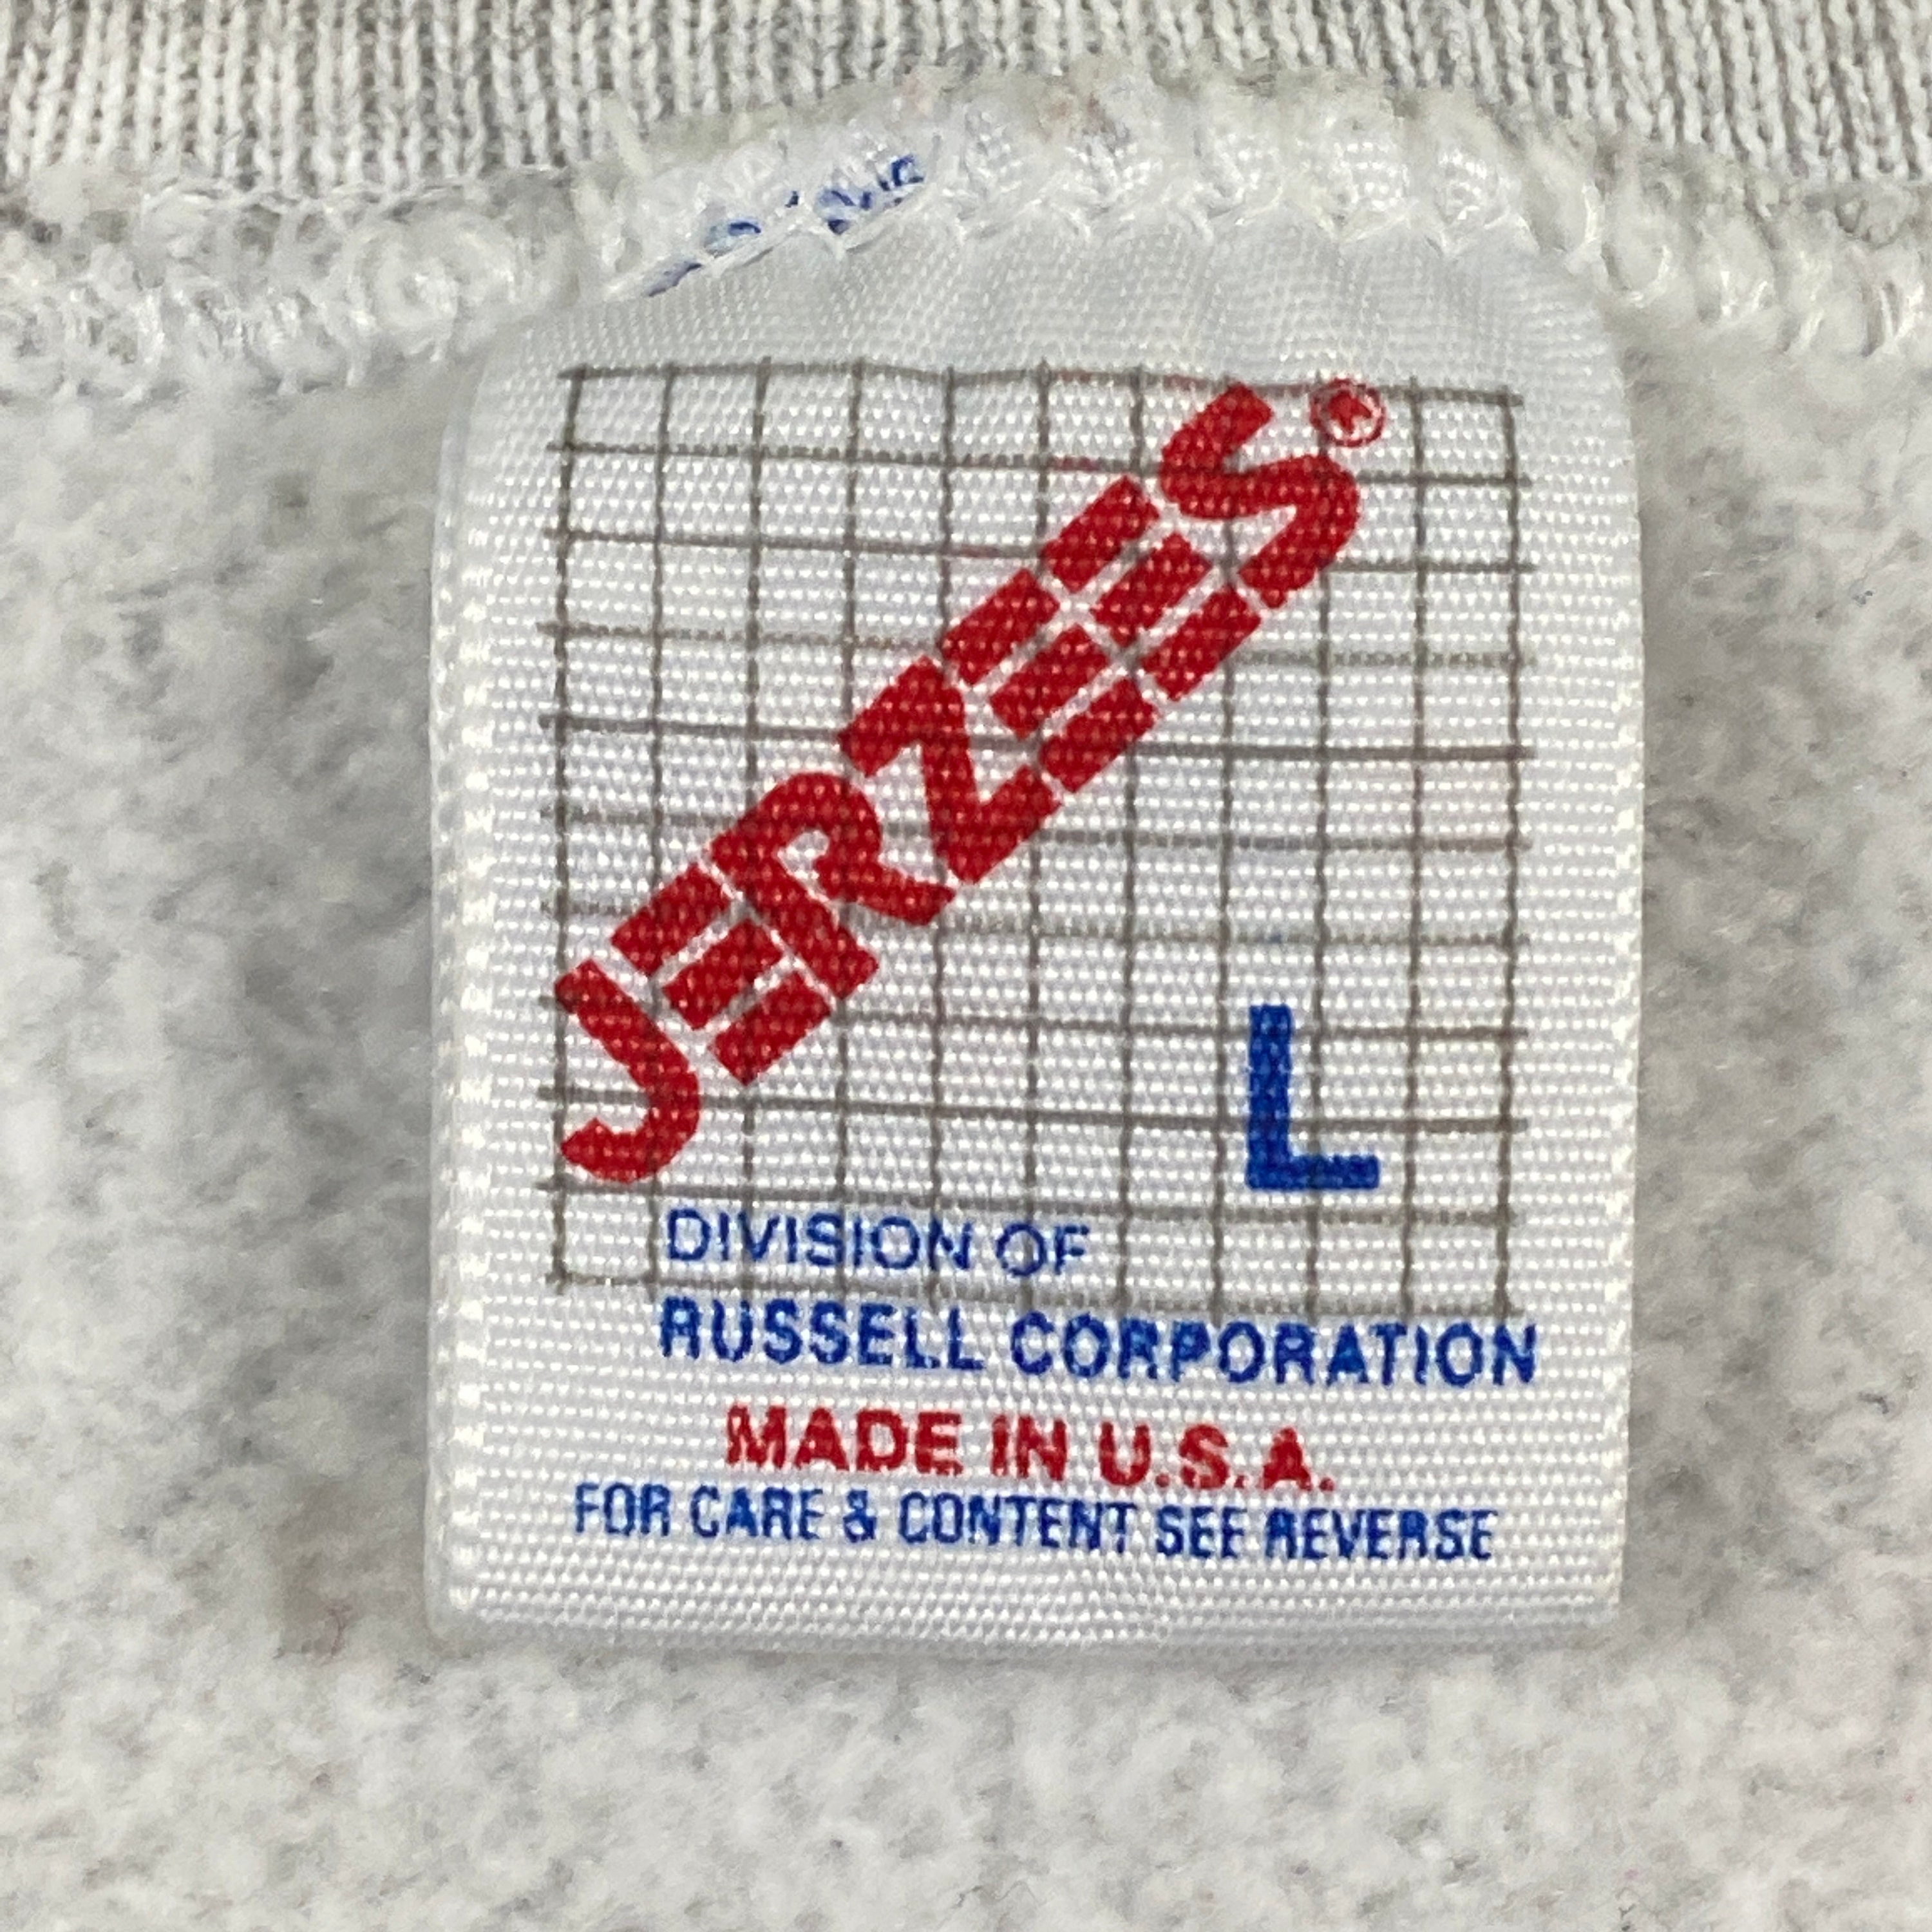 JERZEES®
L
DIVISION OF
RUSSELL CORPORATION
MADE IN U.S.A.
FOR CARE & CONTENT SEE REVERSE